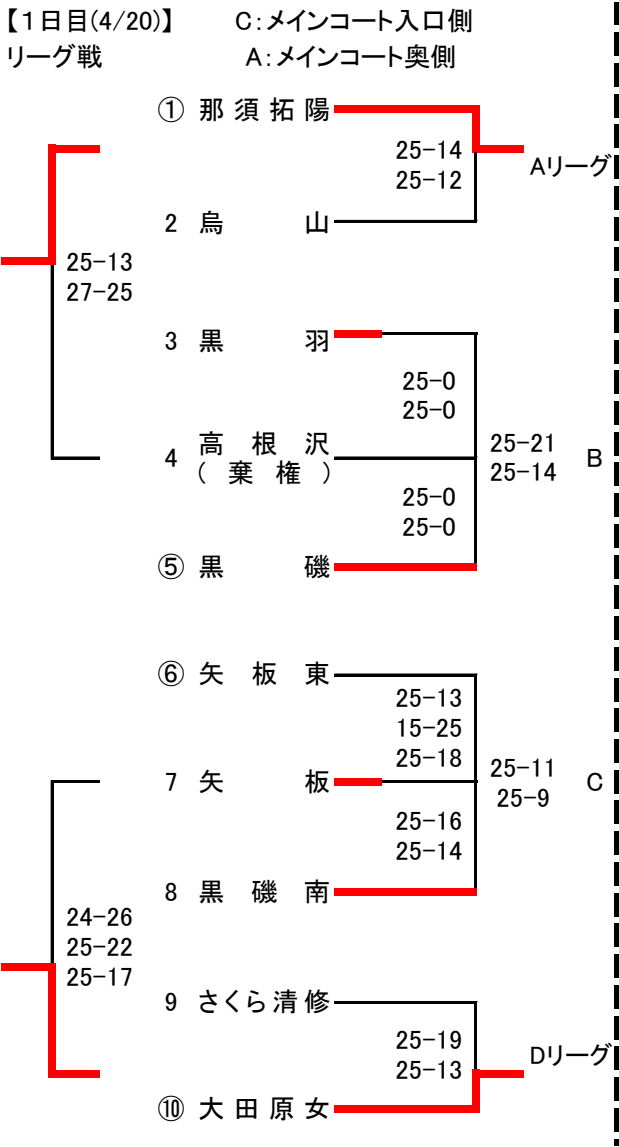 【1日目(4/20)】 C:メインコート入口側
リーグ戦 A:メインコート奥側
① 那須拓陽
25-14
25-12
Aリーグ
2 烏山
25-13
27-25
3 黒羽
25-0
25-0
4 高根沢
(棄権)
25-21
25-14
B
25-0
25-0
⑤ 黒磯
⑥ 矢板東
25-13
15-25
25-18
7 矢板
25-11
25-9
C
25-16
25-14
8 黒磯南
24-26
25-22
25-17
9 さくら清修
25-19
25-13
Dリーグ
⑩ 大田原女